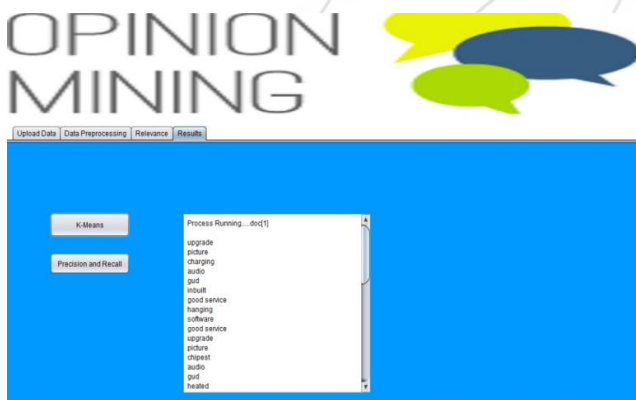 OPINION
MINING
Upload Data Data Preprocessing Relevance Results
K-Means
Precision and Recall
Process Running....doc[1]
upgrade
picture
charging
audio
gud
inbuilt
good service
hanging
software
good service
upgrade
picture
chipest
audio
gud
heated